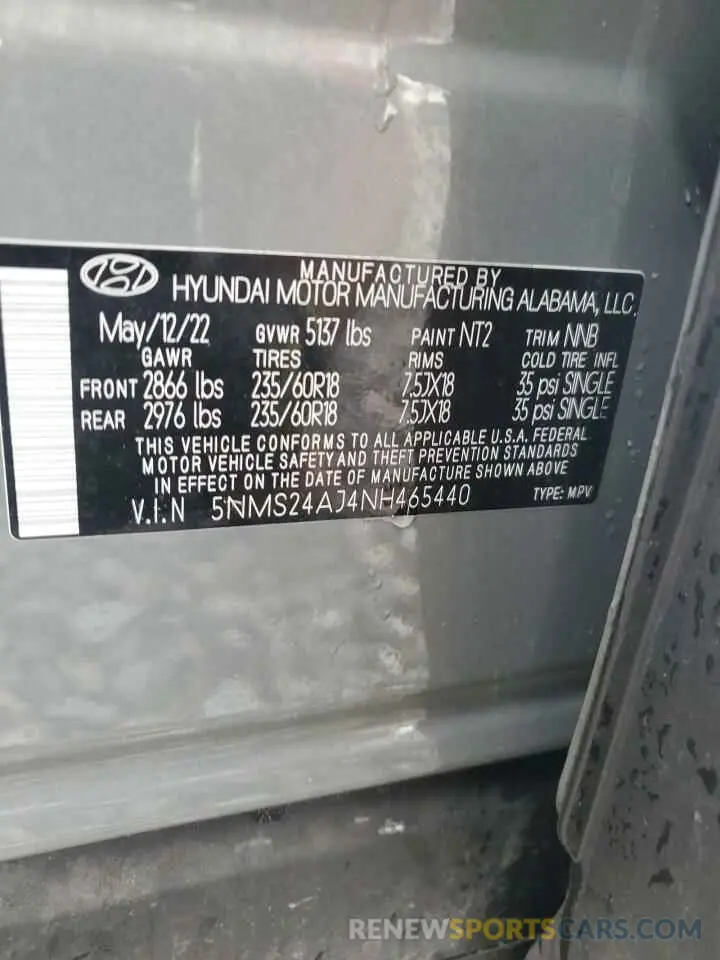 MANUFACTURED BY
HYUNDAI MOTOR MANUFACTURING ALABAMA, LLC.
May/12/22 GVWR 5137 lbs PAINT NT2 TRIM NNB
GAWR TIRES RIMS COLD TIRE INFL
FRONT 2866 lbs 235/60R18 7.5JX18 35 psi SINGLE
REAR 2976 lbs 235/60R18 7.5JX18 35 psi SINGLE
THIS VEHICLE CONFORMS TO ALL APPLICABLE U.S.A. FEDERAL
MOTOR VEHICLE SAFETY AND THEFT PREVENTION STANDARDS
IN EFFECT ON THE DATE OF MANUFACTURE SHOWN ABOVE
V.I.N 5NMS24AJ4NH465440 TYPE: MPV
RENEWSPORTSCARS.COM